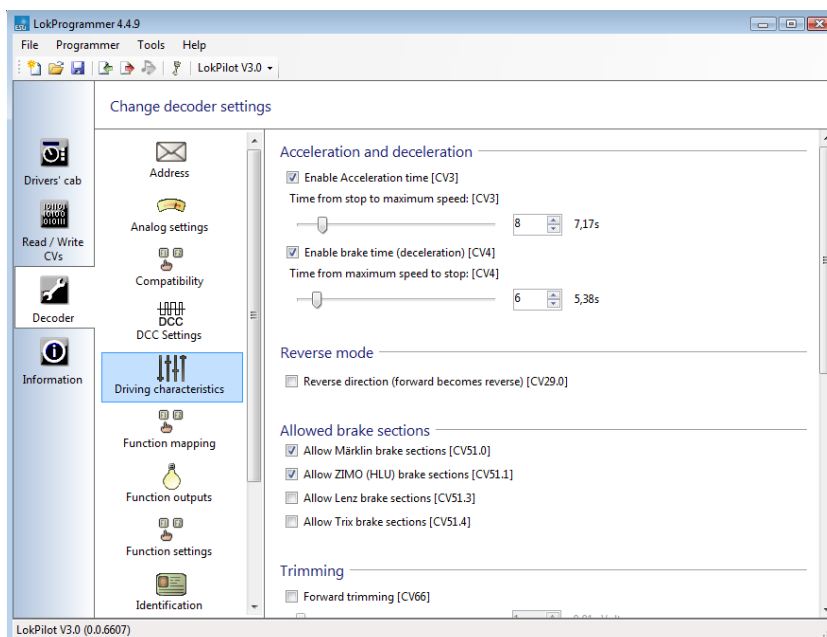 LokProgrammer 4.4.9
File Programmer Tools Help
LokPilot V3.0
Change decoder settings
Drivers' cab
Read / Write
CVs
Decoder
Information
Address
Analog settings
Compatibility
DCC
DCC Settings
Driving characteristics
Function mapping
Function outputs
Function settings
Identification
Acceleration and deceleration
Enable Acceleration time [CV3]
Time from stop to maximum speed: [CV3]
8 7,17s
Enable brake time (deceleration) [CV4]
Time from maximum speed to stop: [CV4]
6 5,38s
Reverse mode
Reverse direction (forward becomes reverse) [CV29.0]
Allowed brake sections
Allow Märklin brake sections [CV51.0]
Allow ZIMO (HLU) brake sections [CV51.1]
Allow Lenz brake sections [CV51.3]
Allow Trix brake sections [CV51.4]
Trimming
Forward trimming [CV66]
LokPilot V3.0 (0.0.6607)